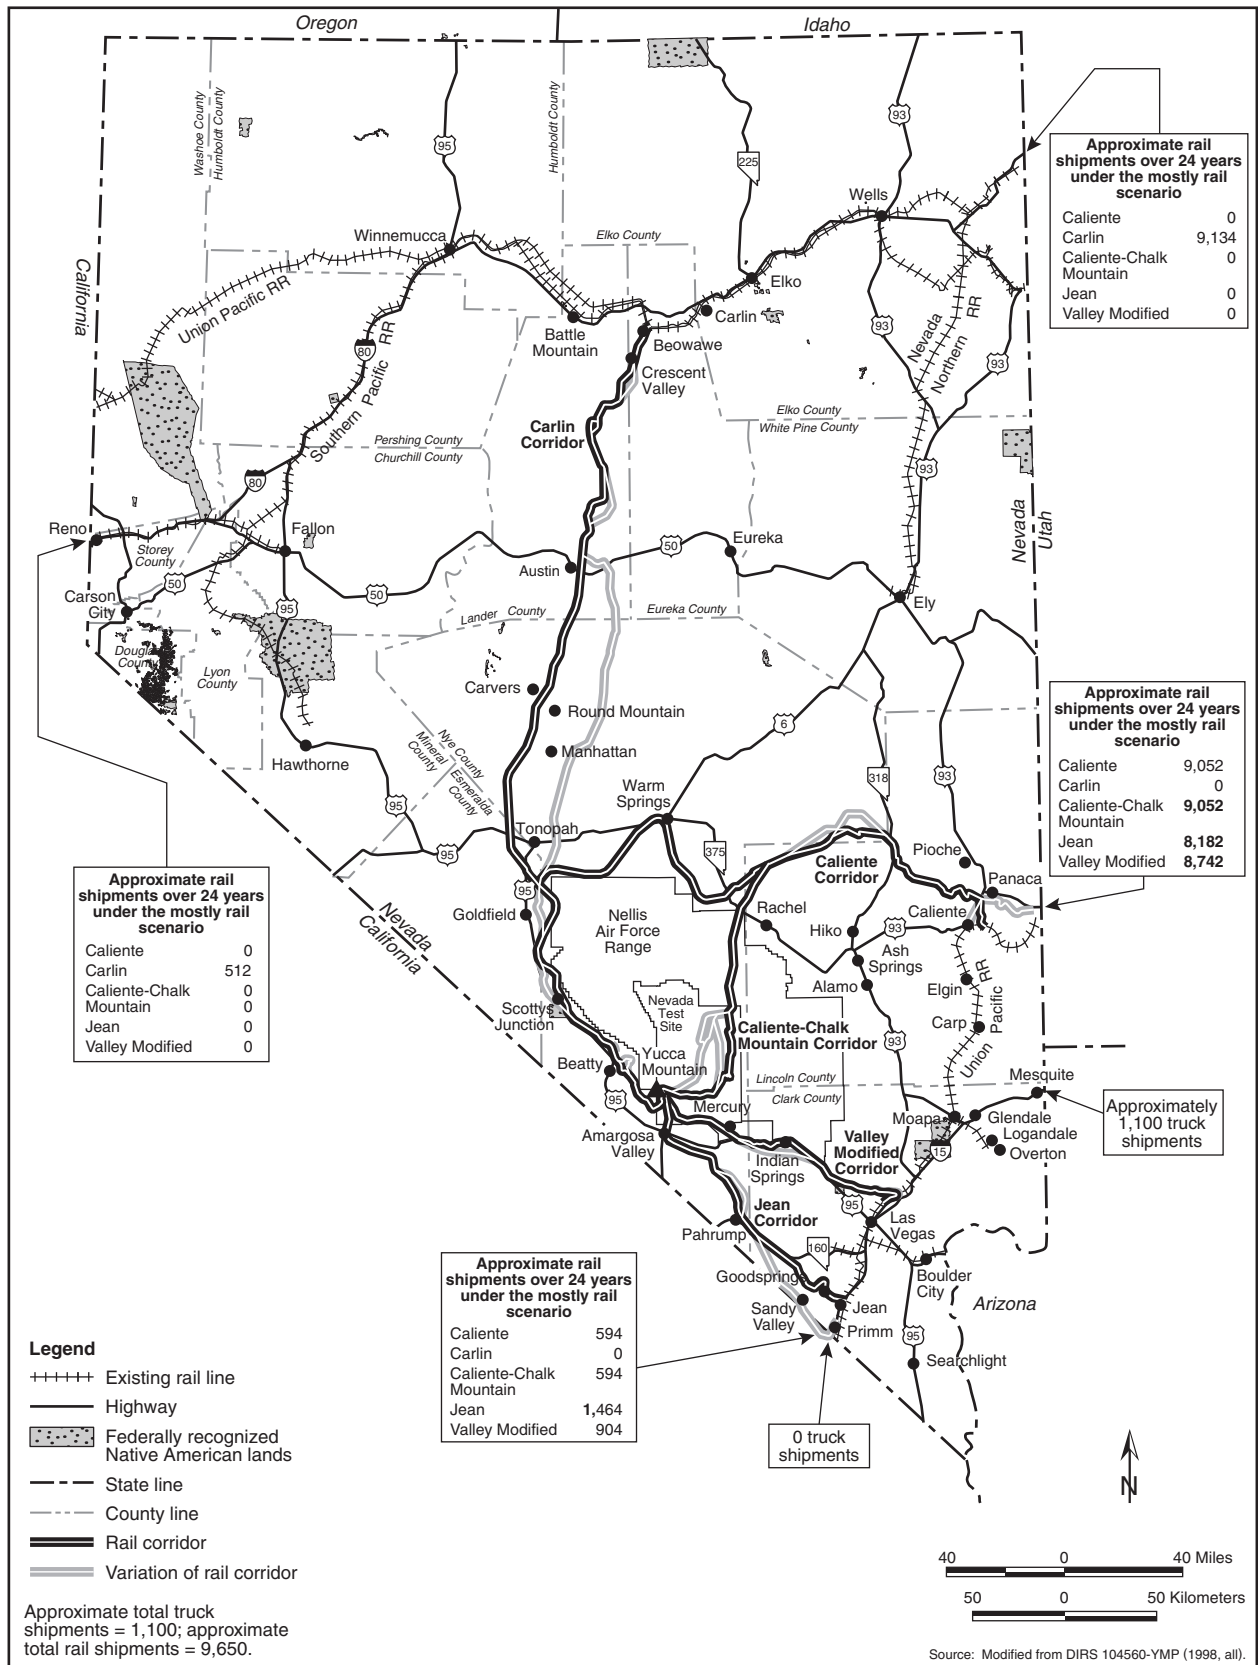 Oregon
Idaho
Washoe County
Humboldt County
Humboldt County
95
225
93
Approximate rail
shipments over 24 years
under the mostly rail
scenario
Caliente 0
Carlin 9,134
Caliente-Chalk 0
Mountain
Jean 0
Valley Modified 0
Wells
Winnemucca
Elko County
California
Union Pacific RR
Elko
Carlin
Battle
Mountain
Beowawe
Crescent
Valley
80
Southern Pacific RR
93
Nevada
Northern RR
93
Carlin
Corridor
Elko County
White Pine County
Pershing County
Churchill County
80
93
Nevada
Utah
Reno
Fallon
Storey
County
50
Eureka
Austin
50
50
Carson
City
95
Ely
Lander County
Eureka County
Douglas
County
Lyon
County
Carvers
Round Mountain
Manhattan
Nye County
Mineral
County
Esmeralda
County
Hawthorne
6
318
93
Approximate rail
shipments over 24 years
under the mostly rail
scenario
Caliente 9,052
Carlin 0
Caliente-Chalk 9,052
Mountain
Jean 8,182
Valley Modified 8,742
Warm
Springs
95
95
Tonopah
375
Caliente
Corridor
Pioche
Panaca
Approximate rail
shipments over 24 years
under the mostly rail
scenario
Caliente 0
Carlin 512
Caliente-Chalk 0
Mountain 0
Jean 0
Valley Modified 0
95
Goldfield
Nevada
California
Nellis
Air Force
Range
Rachel
Hiko
93
Caliente
Ash
Springs
Alamo
Elgin
Carp
Union Pacific RR
Scottys
Junction
Nevada
Test
Site
Caliente-Chalk
Mountain Corridor
93
Beatty
Yucca
Mountain
Lincoln County
Clark County
Mesquite
95
Mercury
Amargosa
Valley
Moapa
Glendale
Logandale
Overton
15
Approximately
1,100 truck
shipments
Indian
Springs
Valley
Modified
Corridor
95
Las
Vegas
Jean
Corridor
Pahrump
160
Boulder
City
Arizona
Goodsprings
Sandy
Valley
Jean
Primm
95
Searchlight
Approximate rail
shipments over 24 years
under the mostly rail
scenario
Caliente 594
Carlin 0
Caliente-Chalk 594
Mountain
Jean 1,464
Valley Modified 904
0 truck
shipments
Legend
Existing rail line
Highway
Federally recognized
Native American lands
State line
County line
Rail corridor
Variation of rail corridor
Approximate total truck
shipments = 1,100; approximate
total rail shipments = 9,650.
N
40 0 40 Miles
50 0 50 Kilometers
Source: Modified from DIRS 104560-YMP (1998, all).